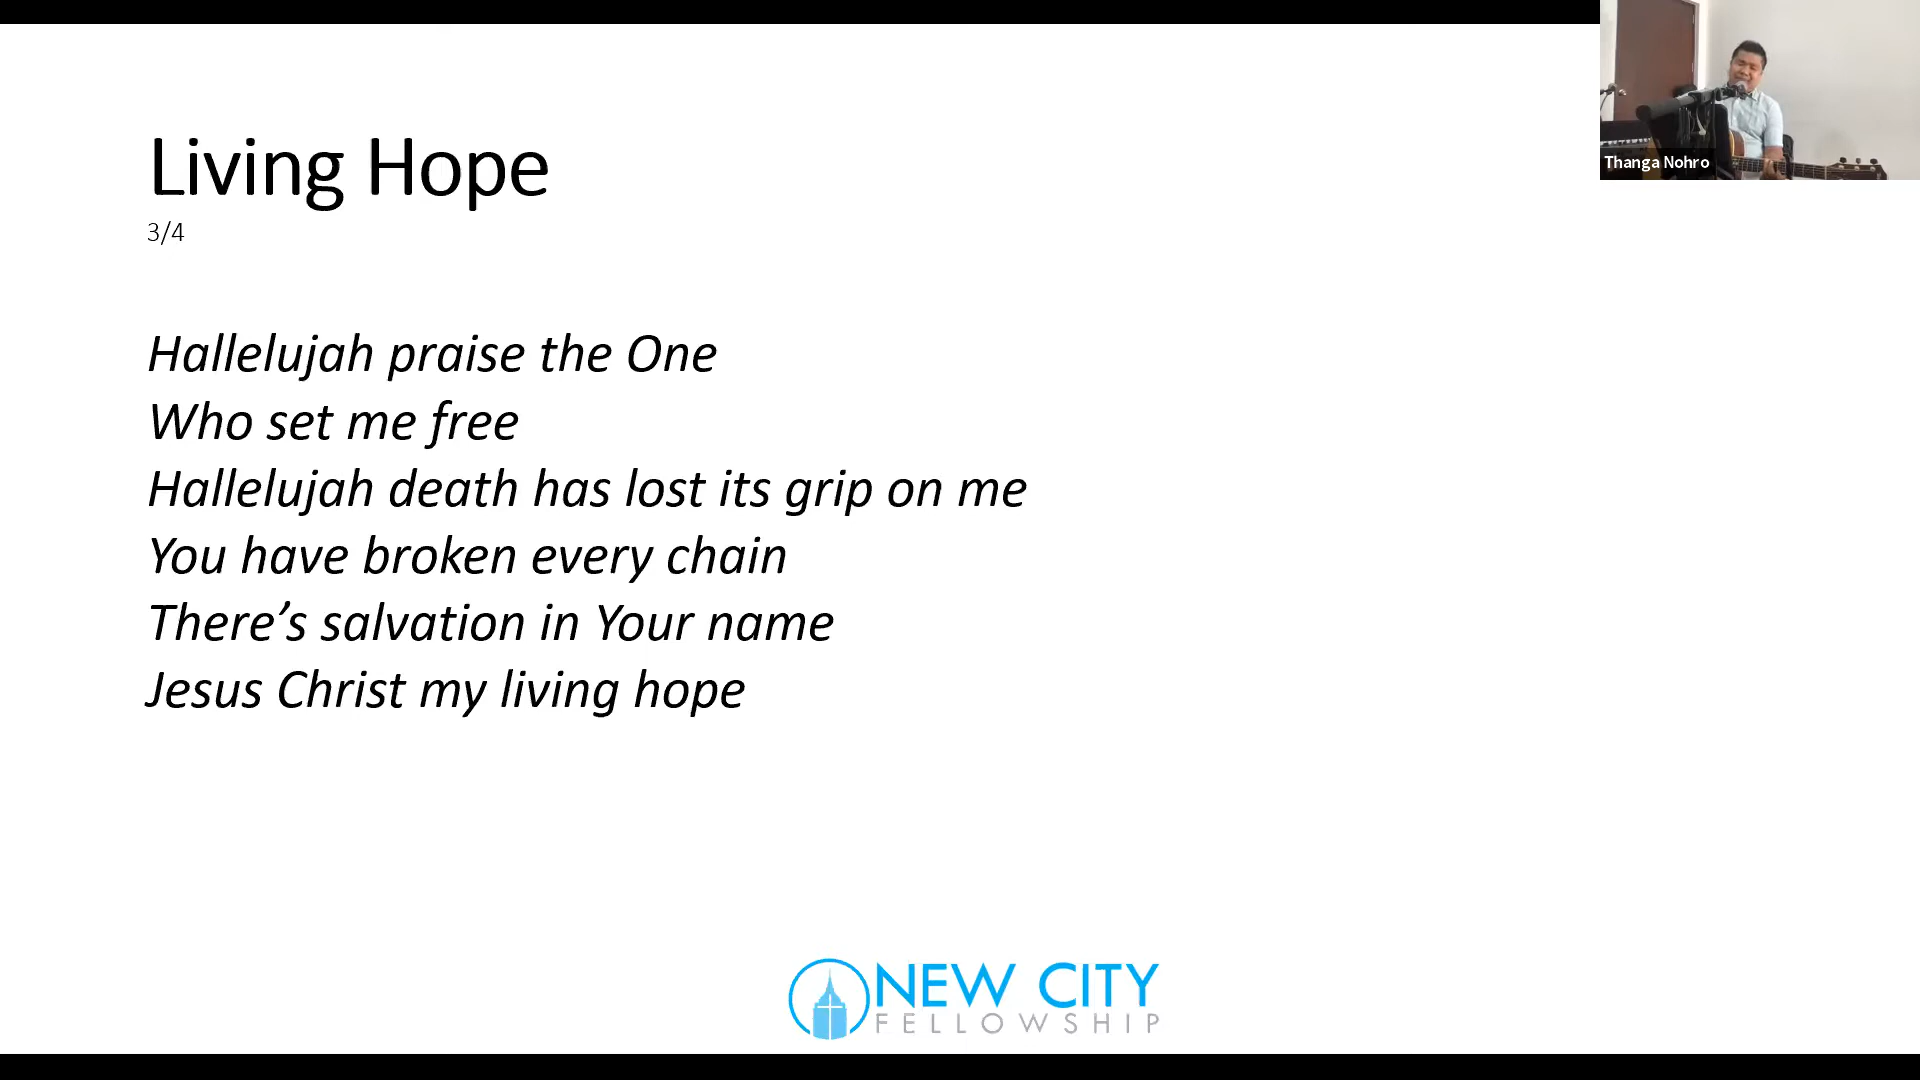 Living Hope
3/4
Hallelujah praise the One
Who set me free
Hallelujah death has lost its grip on me
You have broken every chain
There’s salvation in Your name
Jesus Christ my living hope
Thanga Nohro
NEW CITY
FELLOWSHIP